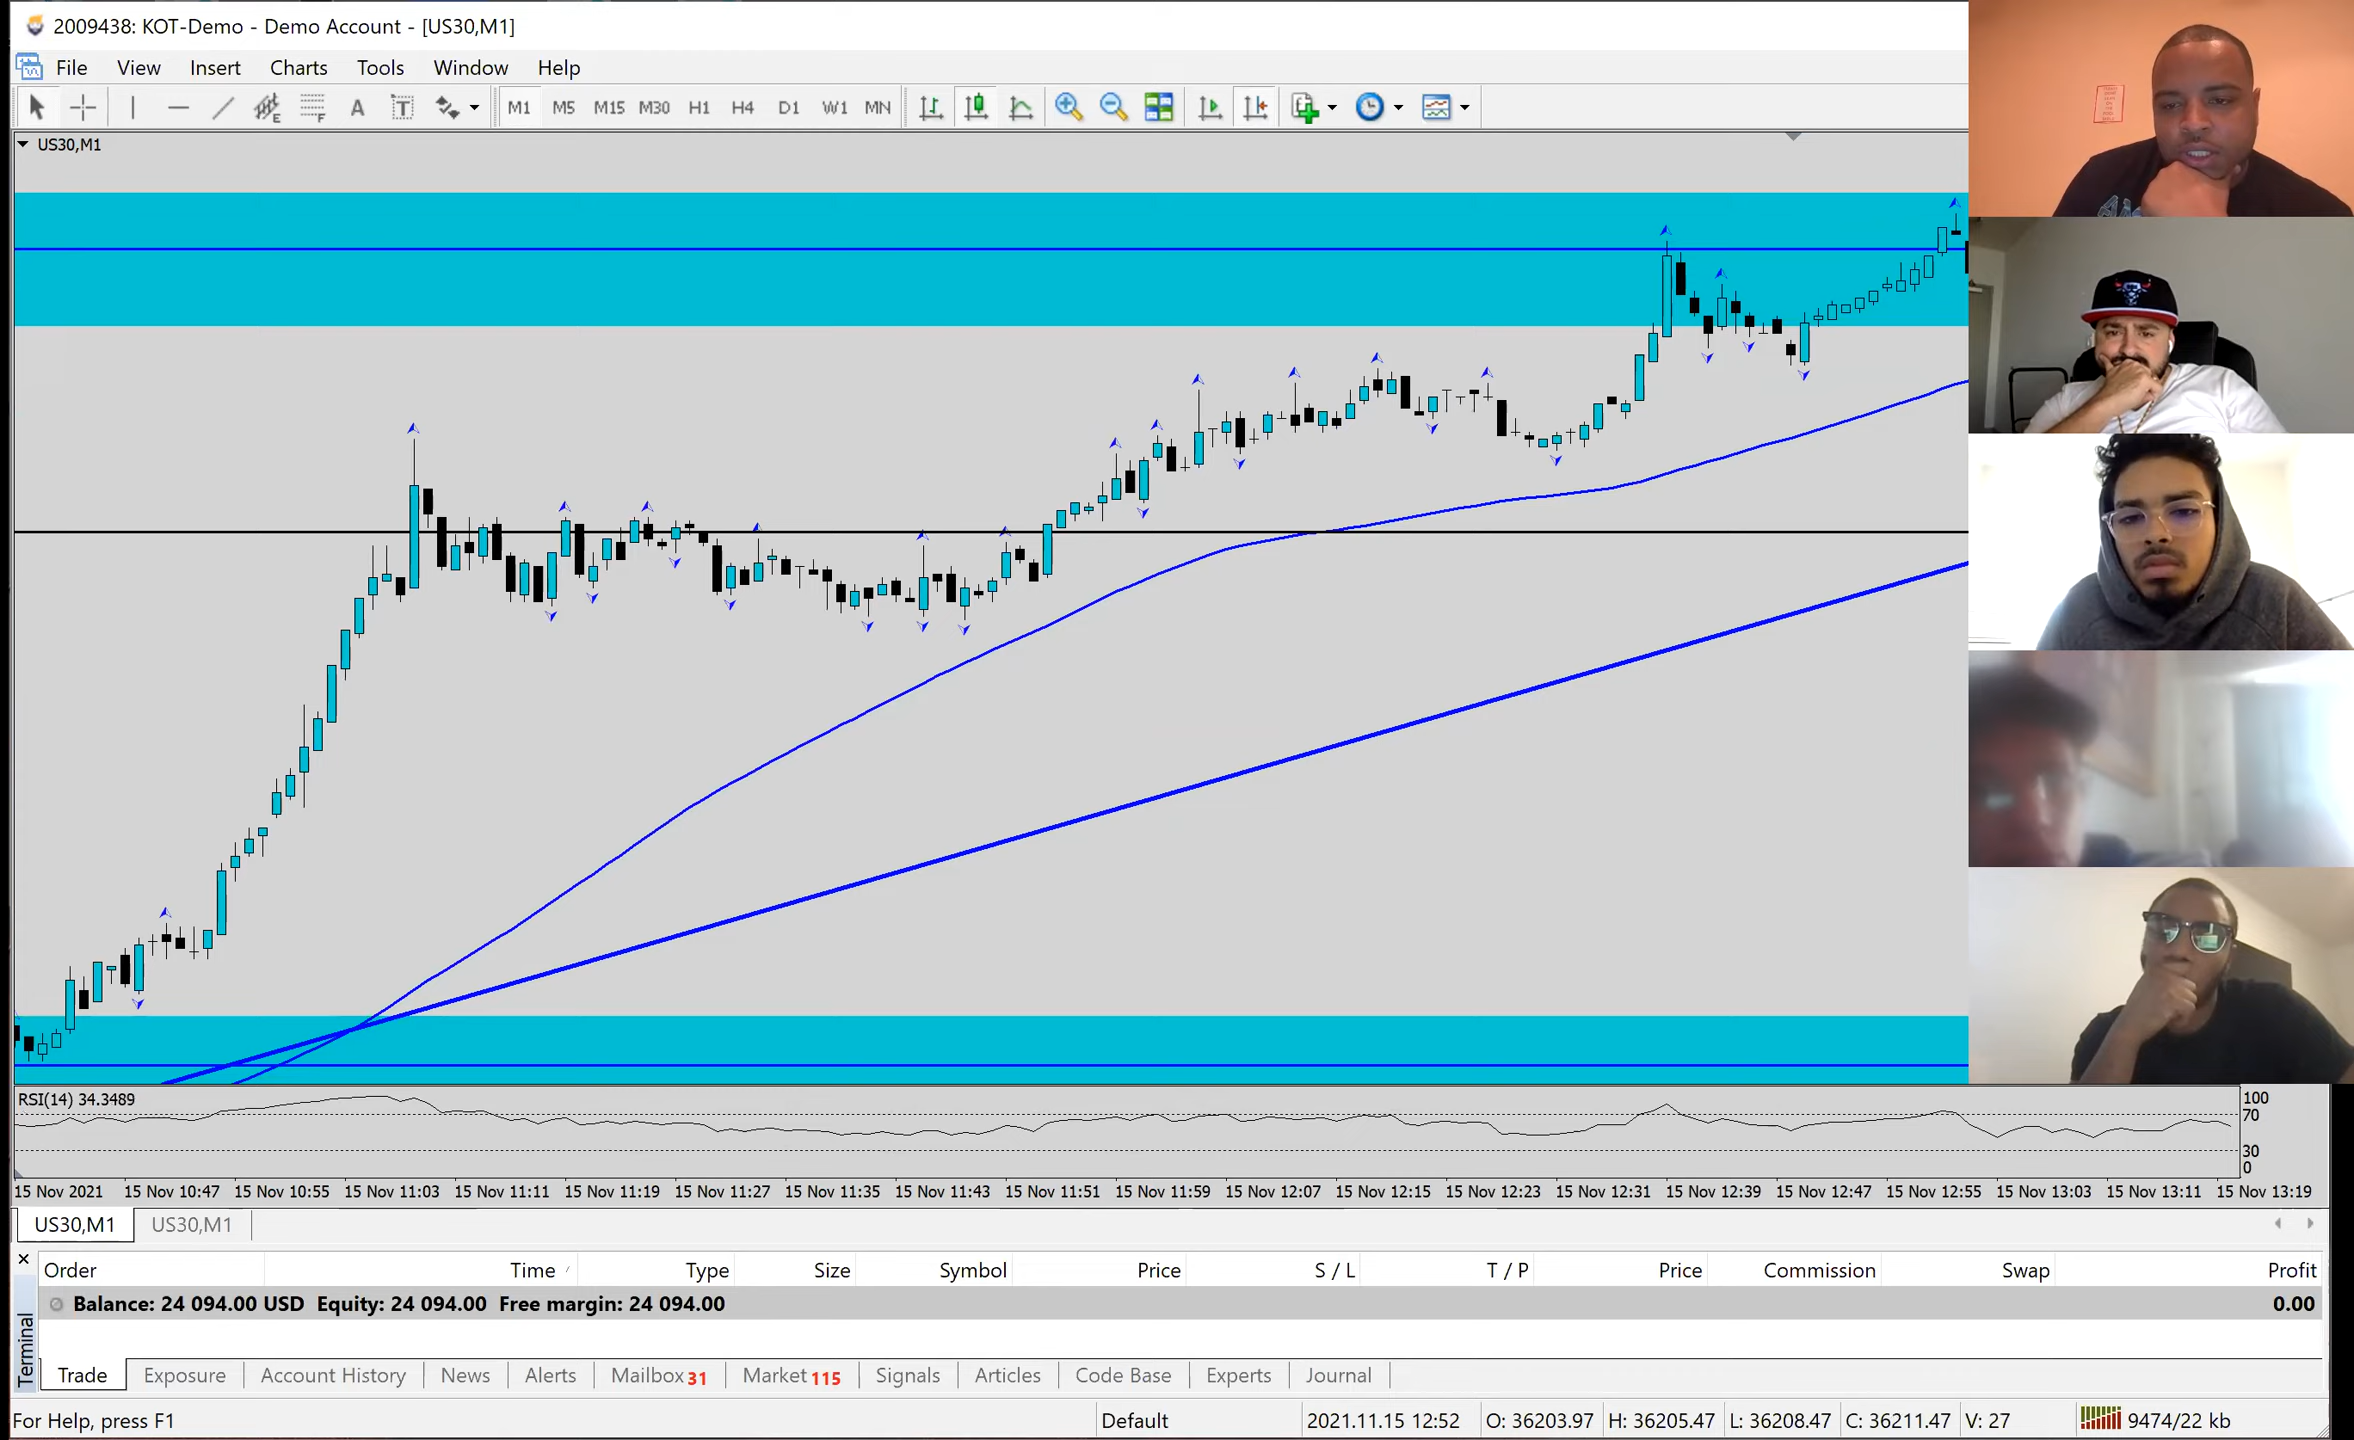 2009438: KOT-Demo - Demo Account - [US30,M1]
File View Insert Charts Tools Window Help
A T M1 M5 M15 M30 H1 H4 D1 W1 MN
US30,M1
RSI(14) 34.3489
100
70
30
0
15 Nov 2021 15 Nov 10:47 15 Nov 10:55 15 Nov 11:03 15 Nov 11:11 15 Nov 11:19 15 Nov 11:27 15 Nov 11:35 15 Nov 11:43 15 Nov 11:51 15 Nov 11:59 15 Nov 12:07 15 Nov 12:15 15 Nov 12:23 15 Nov 12:31 15 Nov 12:39 15 Nov 12:47 15 Nov 12:55 15 Nov 13:03 15 Nov 13:11 15 Nov 13:19
US30,M1 US30,M1
Order Time Type Size Symbol Price S / L T / P Price Commission Swap Profit
Balance: 24 094.00 USD Equity: 24 094.00 Free margin: 24 094.00 0.00
Terminal
Trade Exposure Account History News Alerts Mailbox 31 Market 115 Signals Articles Code Base Experts Journal
For Help, press F1 Default 2021.11.15 12:52 O: 36203.97 H: 36205.47 L: 36208.47 C: 36211.47 V: 27 9474/22 kb